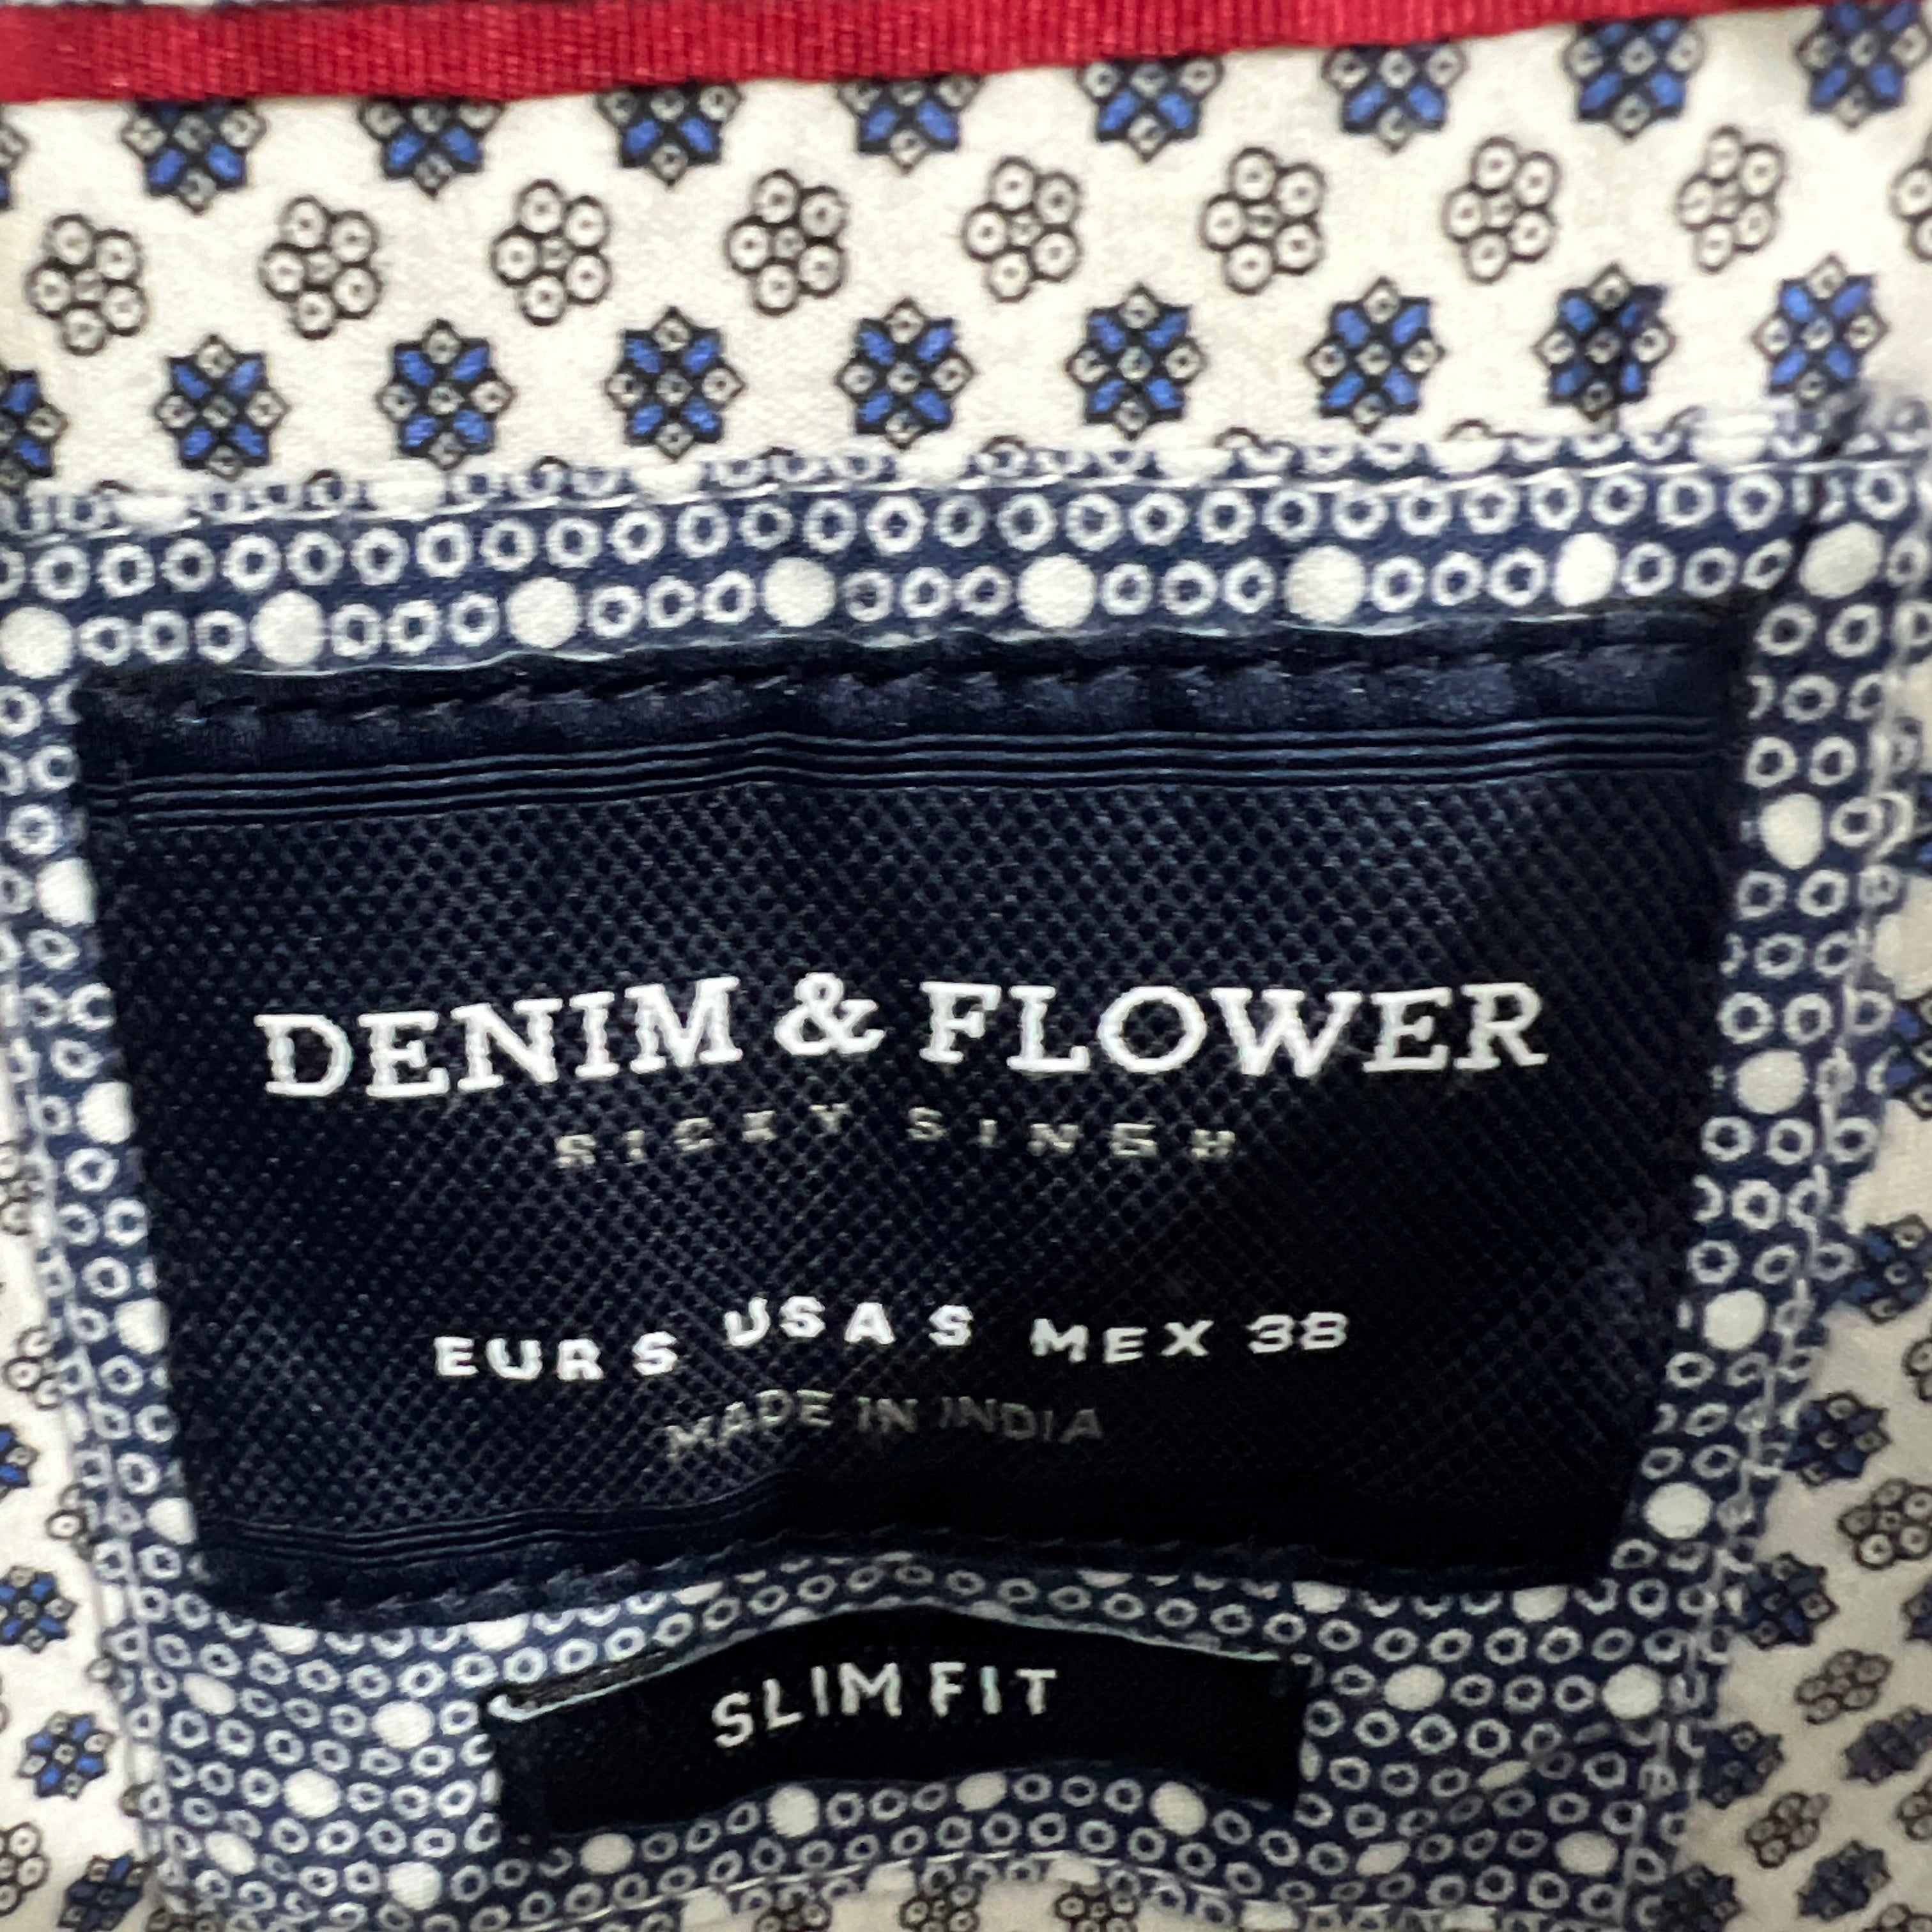 DENIM & FLOWER
RICKY SINGH
EUR S USA S MEX 38
MADE IN INDIA
SLIM FIT